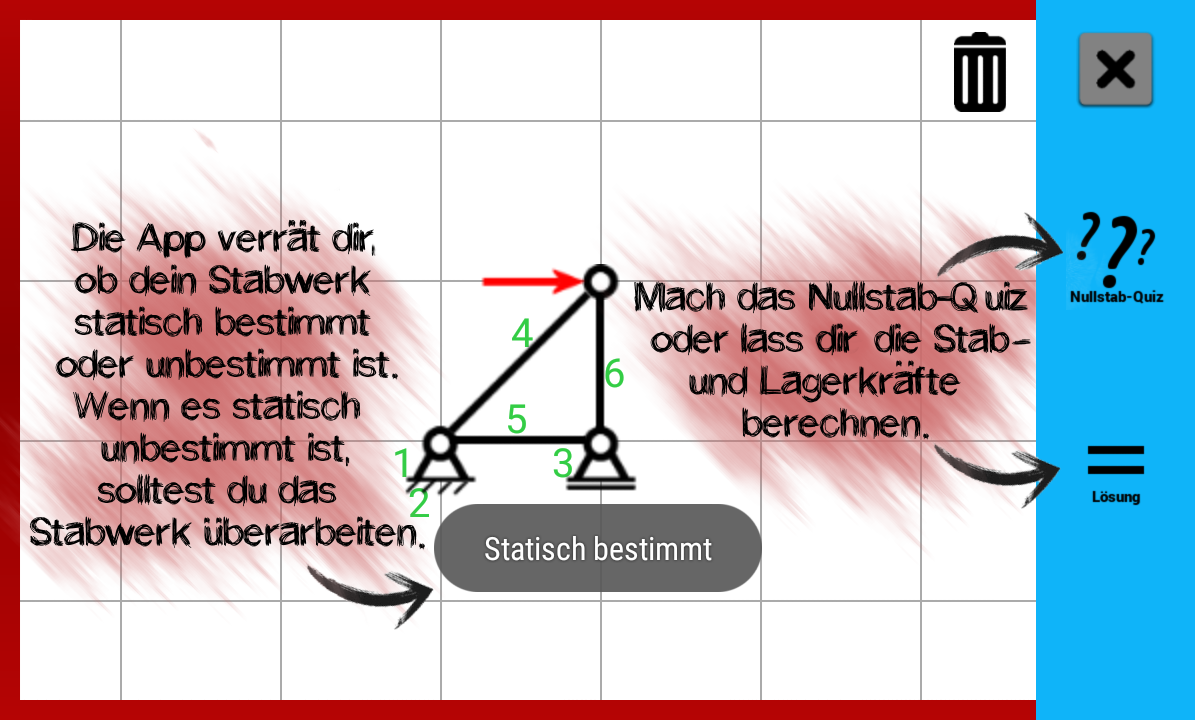 Die App verrät dir,
ob dein Stabwerk
statisch bestimmt
oder unbestimmt ist.
Wenn es statisch
unbestimmt ist,
solltest du das
Stabwerk überarbeiten.
4
6
5
1
3
2
Statisch bestimmt
Mach das Nullstab-Quiz
oder lass dir die Stab-
und Lagerkräfte
berechnen.
???
Nullstab-Quiz
Lösung